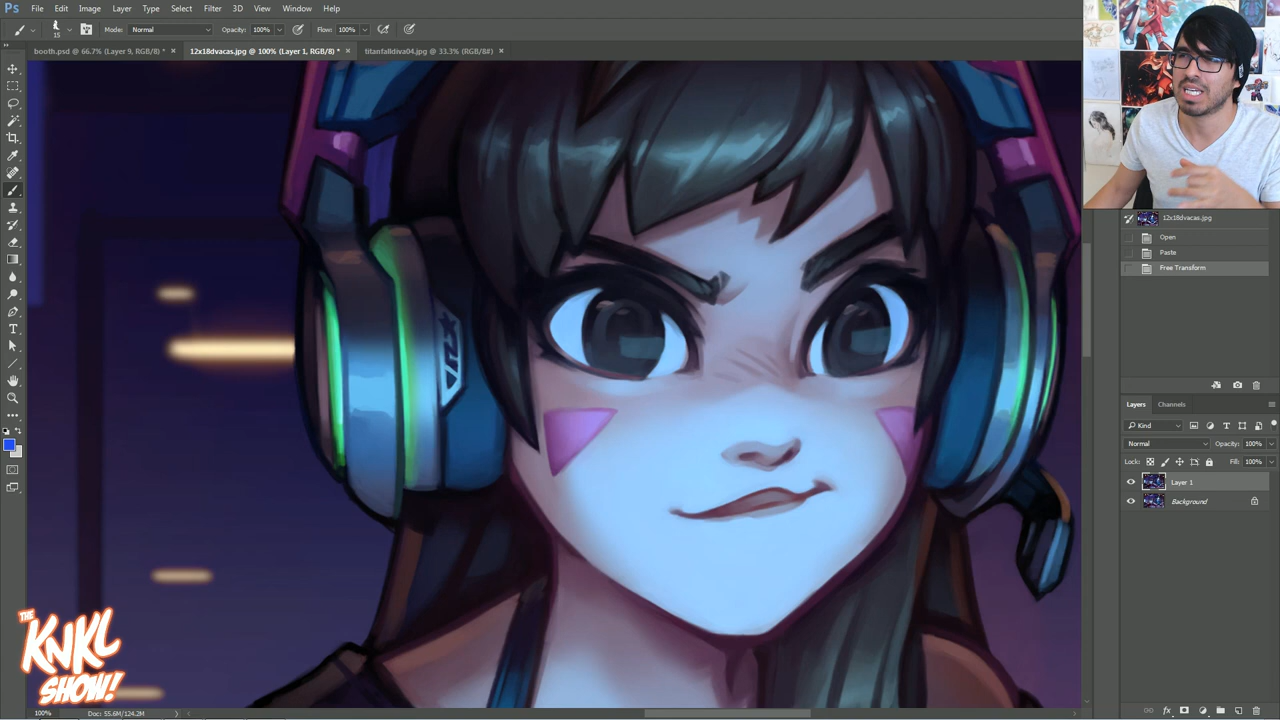 Ps File Edit Image Layer Type Select Filter 3D View Window Help
15 Mode: Normal Opacity: 100% Flow: 100%
booth.psd @ 66.7% (Layer 9, RGB/8) * × 12x18dvacas.jpg @ 100% (Layer 1, RGB/8) * × titanfalldiva04.jpg @ 33.3% (RGB/8#) ×
12x18dvacas.jpg
Open
Paste
Free Transform
Layers Channels
Kind
Normal Opacity: 100%
Lock: Fill: 100%
Layer 1
Background
THE
KNKL
SHOW!
100% Doc: 55.6M/124.2M